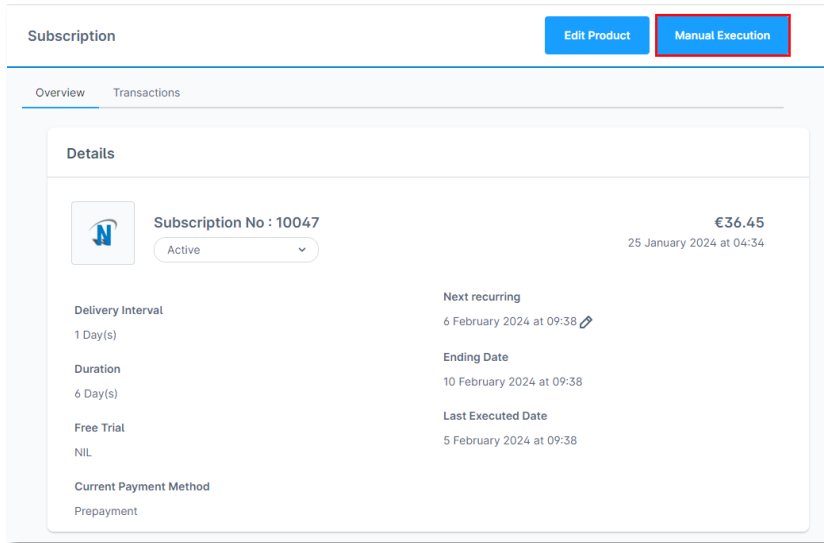 Subscription
Edit Product
Manual Execution
Overview
Transactions
Details
N
Subscription No : 10047
Active
€36.45
25 January 2024 at 04:34
Delivery Interval
1 Day(s)
Duration
6 Day(s)
Free Trial
NIL
Current Payment Method
Prepayment
Next recurring
6 February 2024 at 09:38
Ending Date
10 February 2024 at 09:38
Last Executed Date
5 February 2024 at 09:38